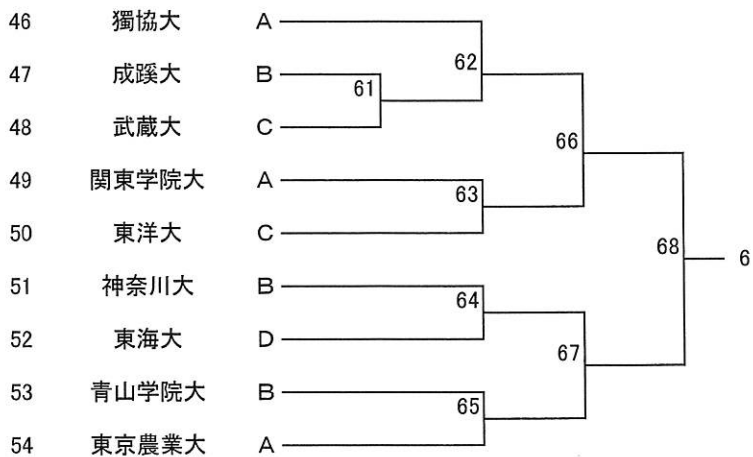 46 獨協大 A
62
47 成蹊大 B
61
48 武蔵大 C
66
49 関東学院大 A
63
50 東洋大 C
68
6
51 神奈川大 B
64
52 東海大 D
67
53 青山学院大 B
65
54 東京農業大 A